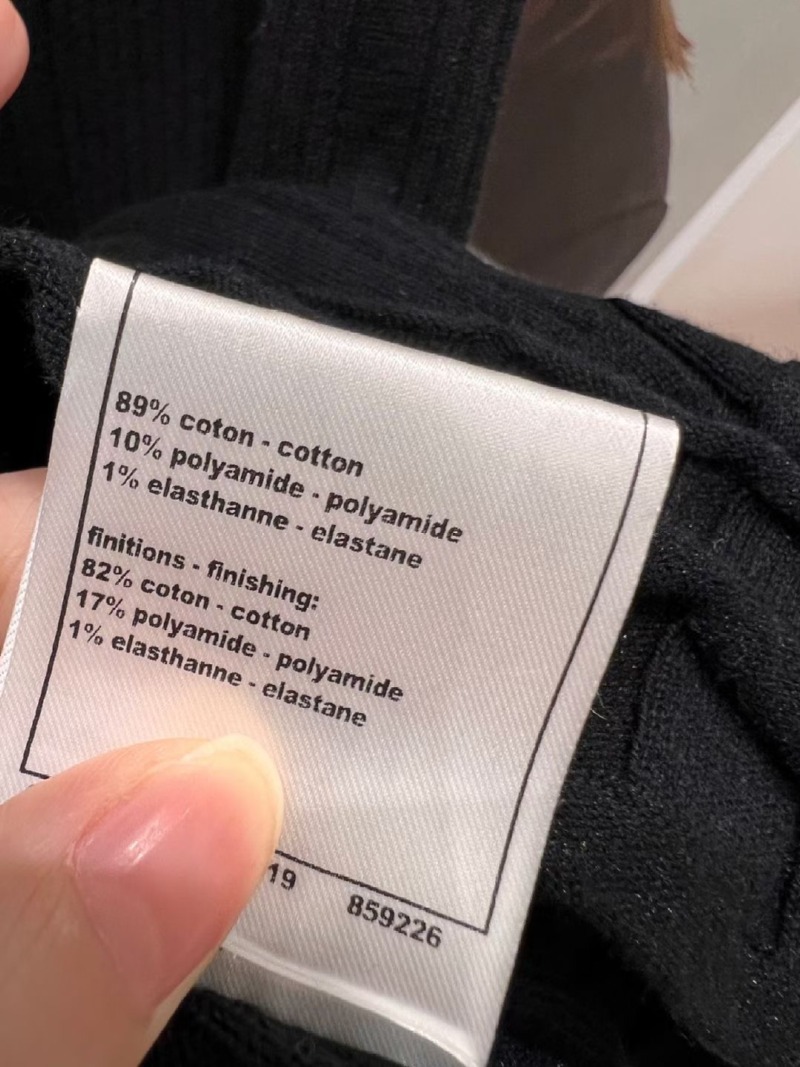 89% coton - cotton
10% polyamide - polyamide
1% elasthanne - elastane
finitions - finishing:
82% coton - cotton
17% polyamide - polyamide
1% elasthanne - elastane
19 859226